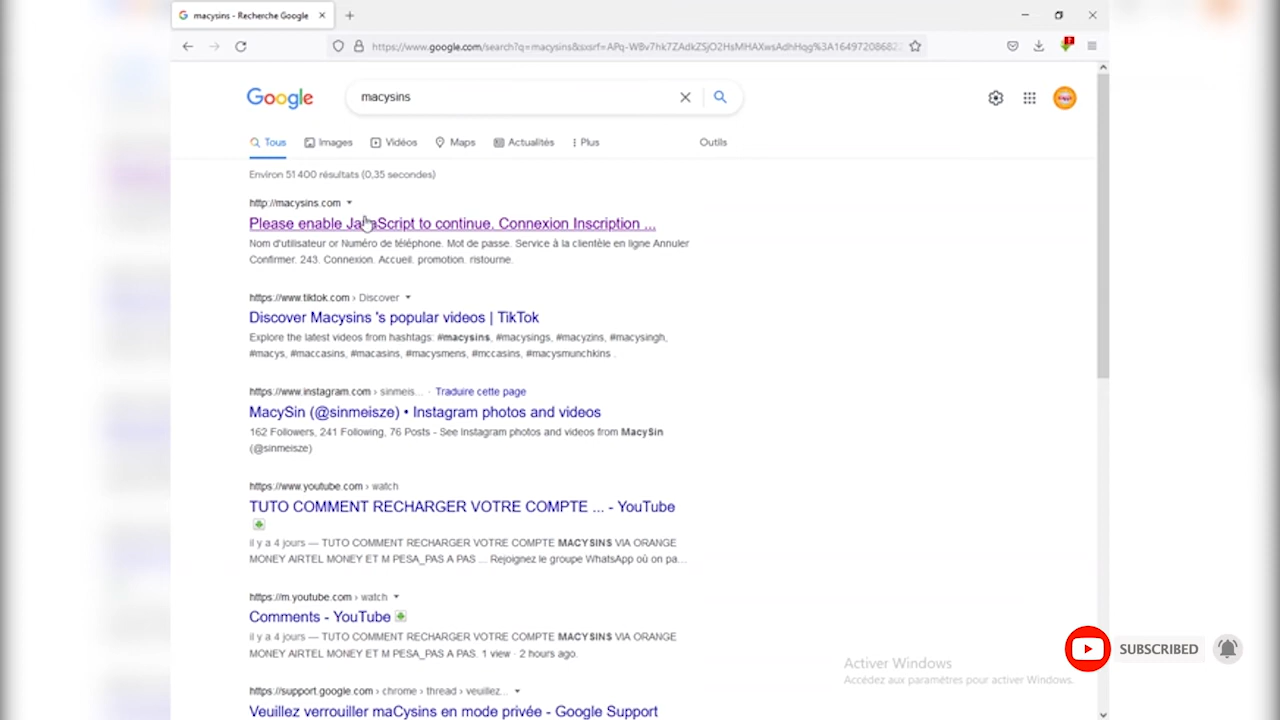 macysins - Recherche Google
https://www.google.com/search?q=macysins&sxsrf=APq-WBv7hk7ZAdkZSjO2HsMHAXwsAdhHqg%3A1649720868
Google
macysins
Tous
Images
Vidéos
Maps
Actualités
Plus
Outils
Environ 51 400 résultats (0,35 secondes)
http://macysins.com
Please enable JavaScript to continue. Connexion Inscription ...
Nom d'utilisateur or Numéro de téléphone. Mot de passe. Service à la clientèle en ligne Annuler
Confirmer. 243. Connexion. Accueil. promotion. ristourne.
https://www.tiktok.com › Discover
Discover Macysins 's popular videos | TikTok
Explore the latest videos from hashtags: #macysins, #macysings, #macyzins, #macysingh,
#macys, #maccasins, #macasins, #macysmens, #mccasins, #macysmunchkins .
https://www.instagram.com › sinmeis... · Traduire cette page
MacySin (@sinmeisze) • Instagram photos and videos
162 Followers, 241 Following, 76 Posts - See Instagram photos and videos from MacySin
(@sinmeisze)
https://www.youtube.com › watch
TUTO COMMENT RECHARGER VOTRE COMPTE ... - YouTube
il y a 4 jours — TUTO COMMENT RECHARGER VOTRE COMPTE MACYSINS VIA ORANGE
MONEY AIRTEL MONEY ET M PESA_PAS A PAS ... Rejoignez le groupe WhatsApp où on pa...
https://m.youtube.com › watch
Comments - YouTube
il y a 4 jours — TUTO COMMENT RECHARGER VOTRE COMPTE MACYSINS VIA ORANGE
MONEY AIRTEL MONEY ET M PESA_PAS A PAS. 1 view · 2 hours ago.
https://support.google.com › chrome › thread › veuillez...
Veuillez verrouiller maCysins en mode privée - Google Support
Activer Windows
Accédez aux paramètres pour activer Windows.
SUBSCRIBED